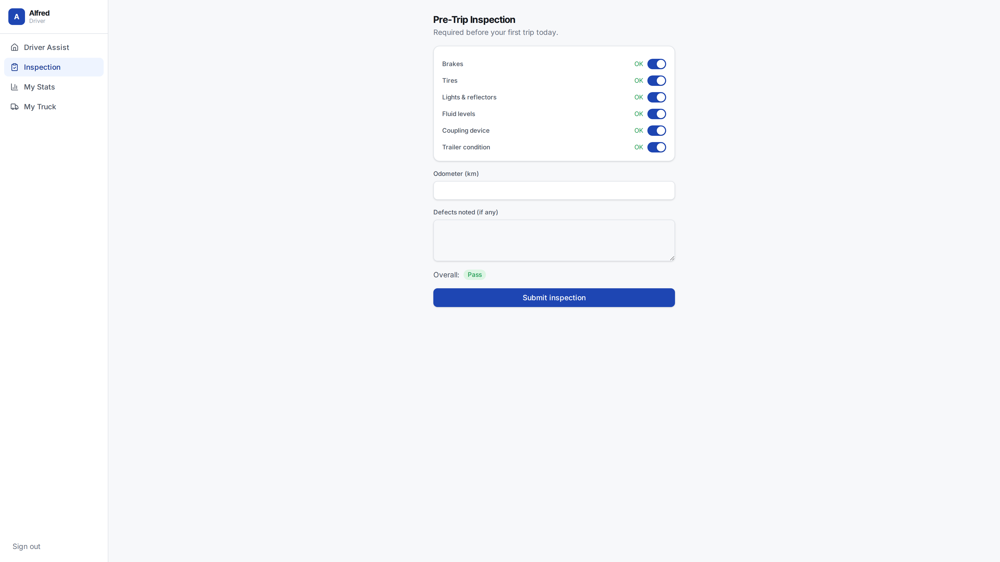 A
Alfred
Driver
Driver Assist
Inspection
My Stats
My Truck
Sign out
Pre-Trip Inspection
Required before your first trip today.
Brakes OK
Tires OK
Lights & reflectors OK
Fluid levels OK
Coupling device OK
Trailer condition OK
Odometer (km)
Defects noted (if any)
Overall: Pass
Submit inspection